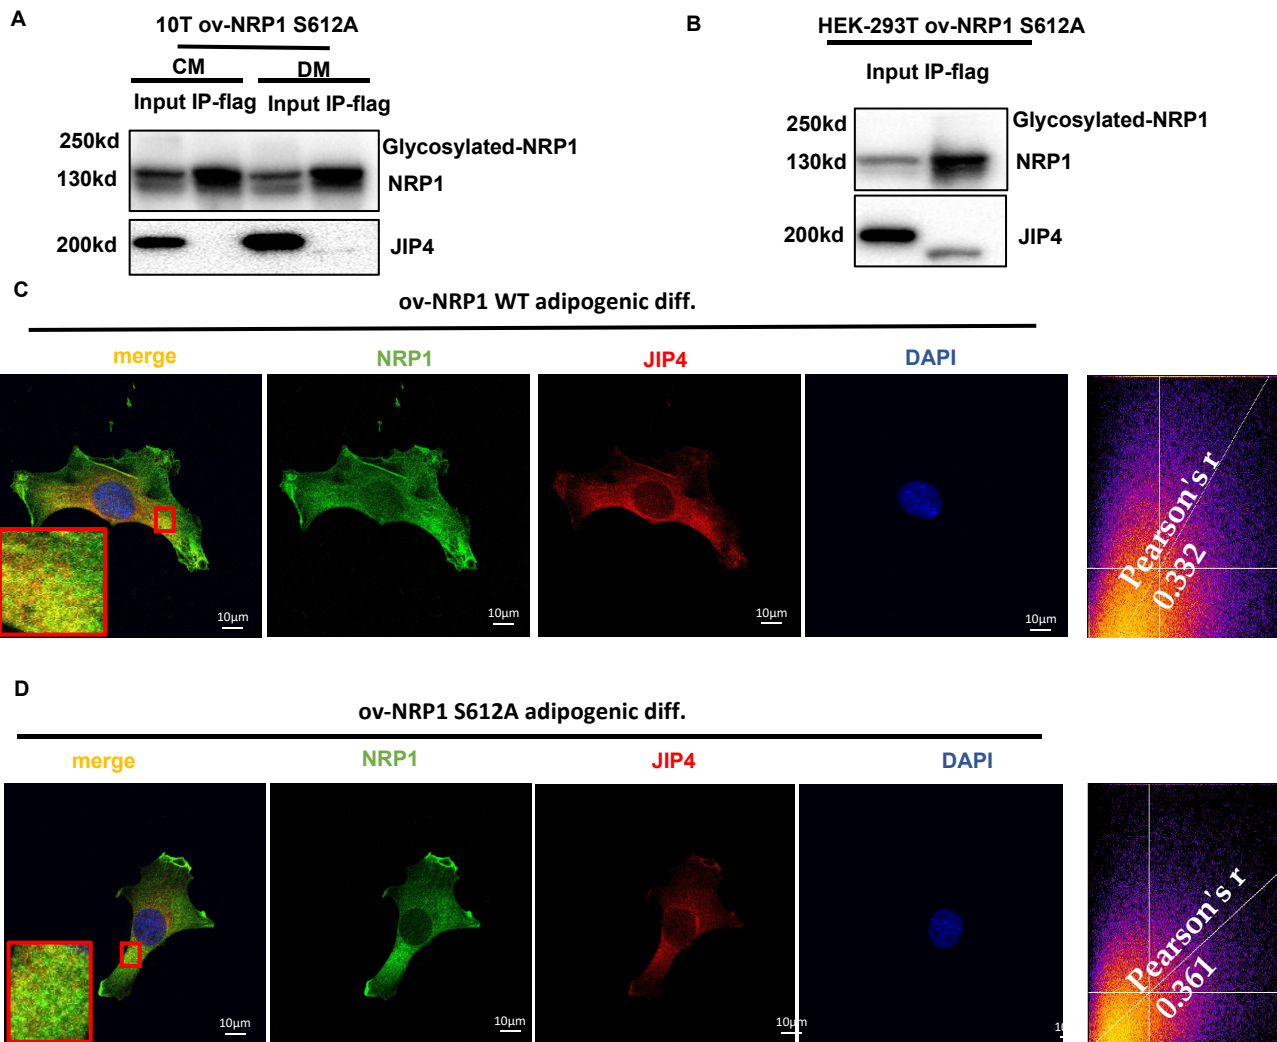 A
10T ov-NRP1 S612A
CM DM
Input IP-flag Input IP-flag
250kd
130kd
Glycosylated-NRP1
NRP1
200kd
JIP4
B
HEK-293T ov-NRP1 S612A
Input IP-flag
250kd
130kd
Glycosylated-NRP1
NRP1
200kd
JIP4
C
ov-NRP1 WT adipogenic diff.
merge NRP1 JIP4 DAPI
10µm 10µm 10µm 10µm
Pearson's r
0.332
D
ov-NRP1 S612A adipogenic diff.
merge NRP1 JIP4 DAPI
10µm 10µm 10µm
Pearson's r
0.361